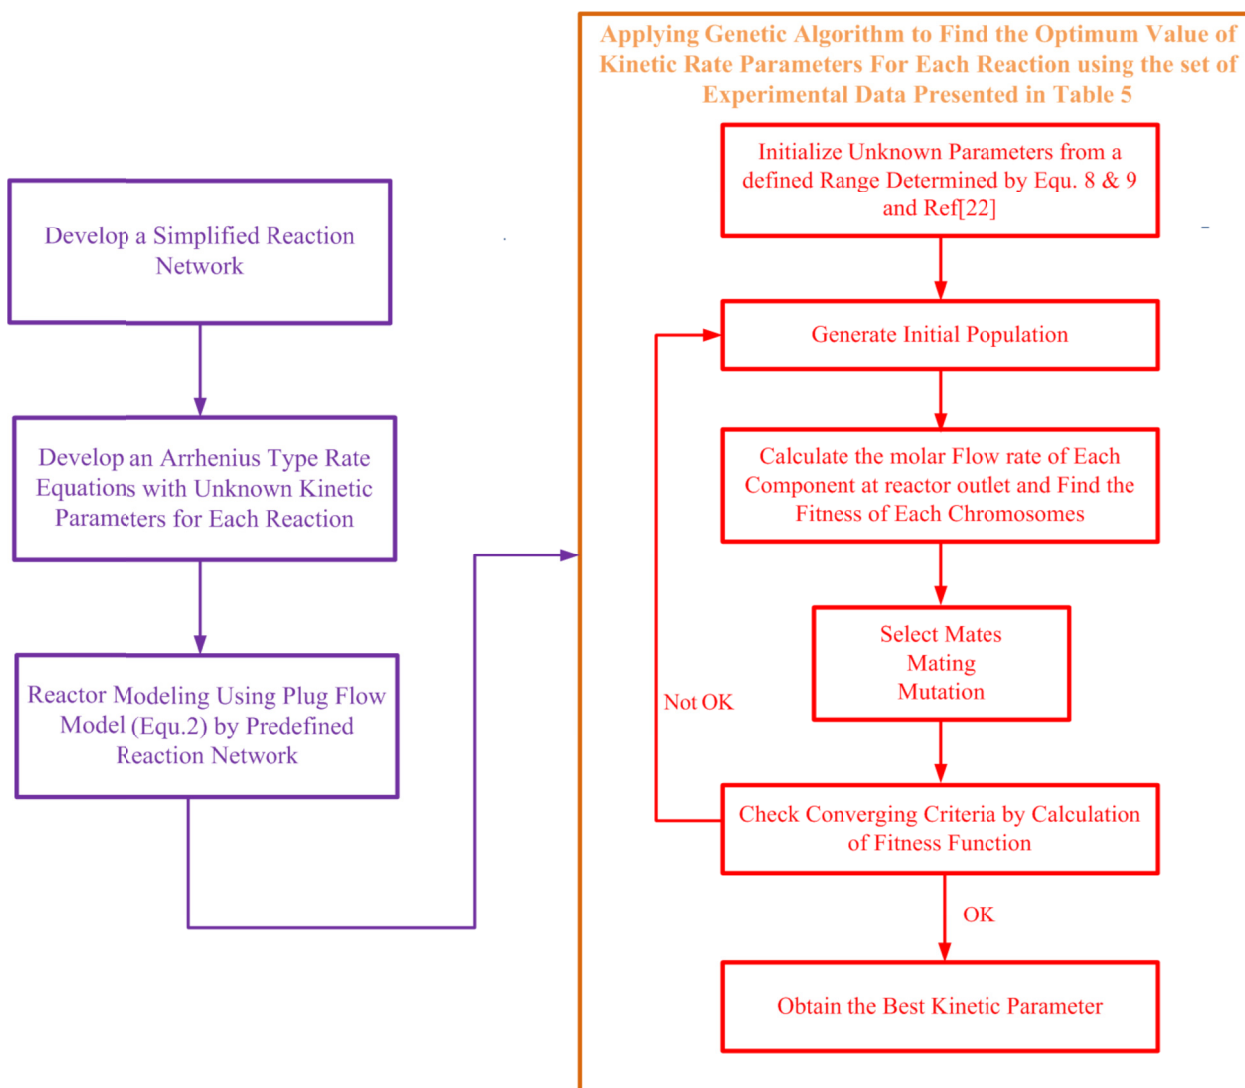 Develop a Simplified Reaction
Network
Develop an Arrhenius Type Rate
Equations with Unknown Kinetic
Parameters for Each Reaction
Reactor Modeling Using Plug Flow
Model (Equ.2) by Predefined
Reaction Network
Applying Genetic Algorithm to Find the Optimum Value of
Kinetic Rate Parameters For Each Reaction using the set of
Experimental Data Presented in Table 5
Initialize Unknown Parameters from a
defined Range Determined by Equ. 8 & 9
and Ref[22]
Generate Initial Population
Calculate the molar Flow rate of Each
Component at reactor outlet and Find the
Fitness of Each Chromosomes
Select Mates
Mating
Mutation
Not OK
Check Converging Criteria by Calculation
of Fitness Function
OK
Obtain the Best Kinetic Parameter